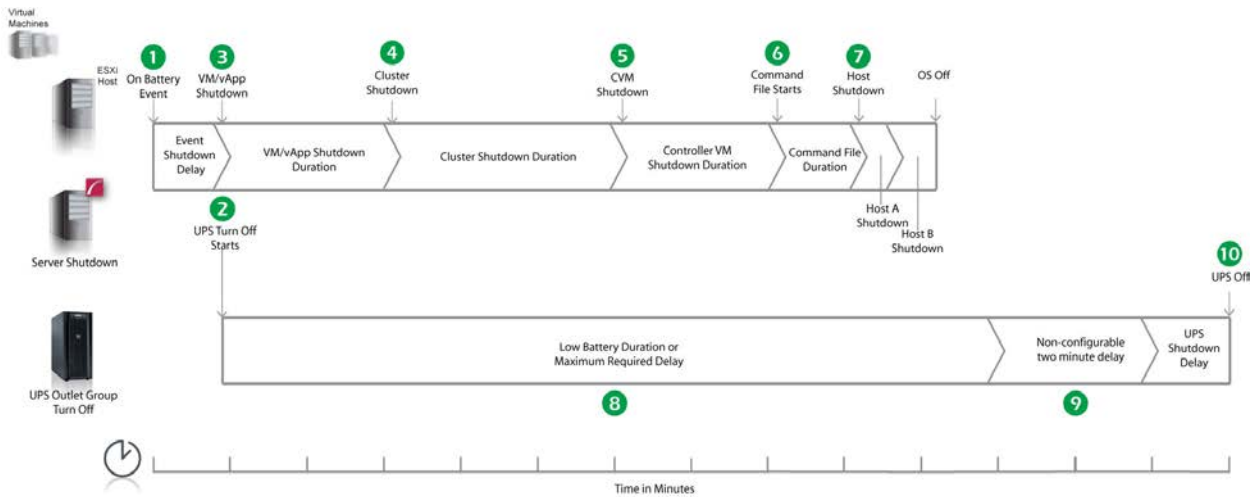 Virtual
Machines
ESXi
Host
1
On Battery
Event
3
VM/vApp
Shutdown
4
Cluster
Shutdown
5
CVM
Shutdown
6
Command
File Starts
7
Host
Shutdown
OS Off
Event
Shutdown
Delay
VM/vApp Shutdown
Duration
Cluster Shutdown Duration
Controller VM
Shutdown Duration
Command File
Duration
Host A
Shutdown
Host B
Shutdown
Server Shutdown
2
UPS Turn Off
Starts
10
UPS Off
Low Battery Duration or
Maximum Required Delay
Non-configurable
two minute delay
UPS
Shutdown
Delay
UPS Outlet Group
Turn Off
8
9
Time in Minutes